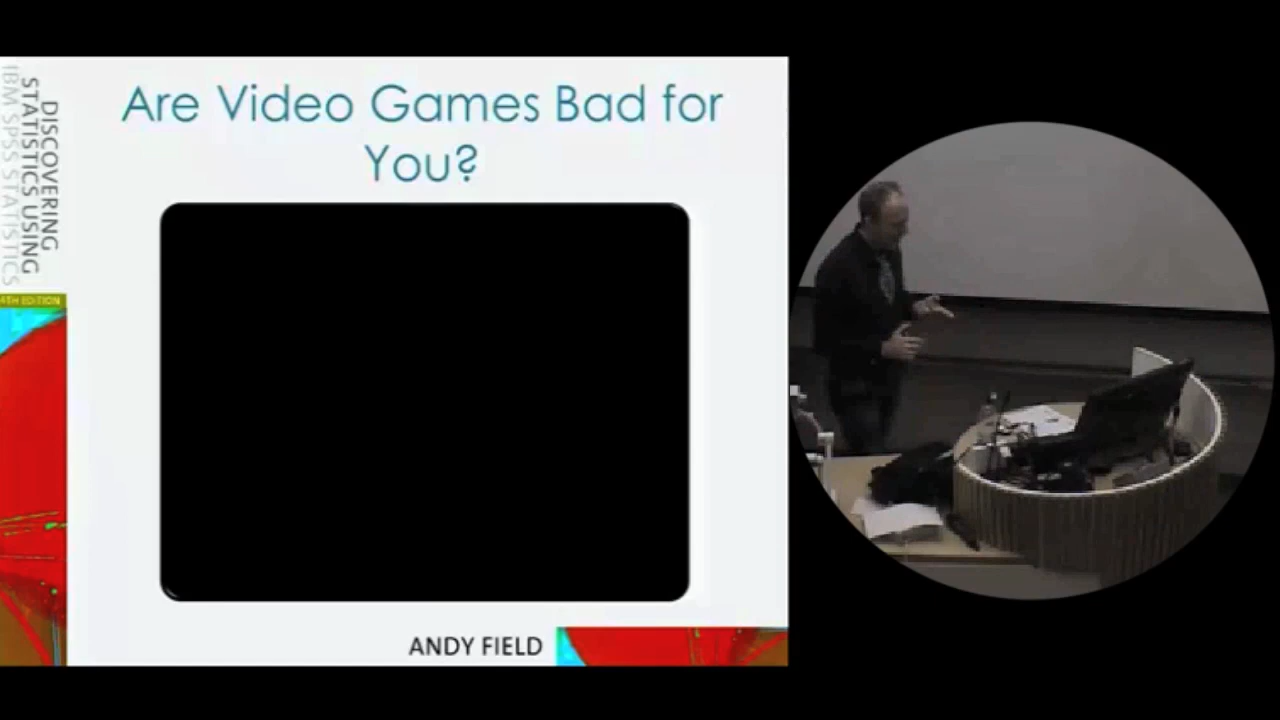 Are Video Games Bad for
You?
DISCOVERING
STATISTICS USING
IBM SPSS STATISTICS
4TH EDITION
ANDY FIELD